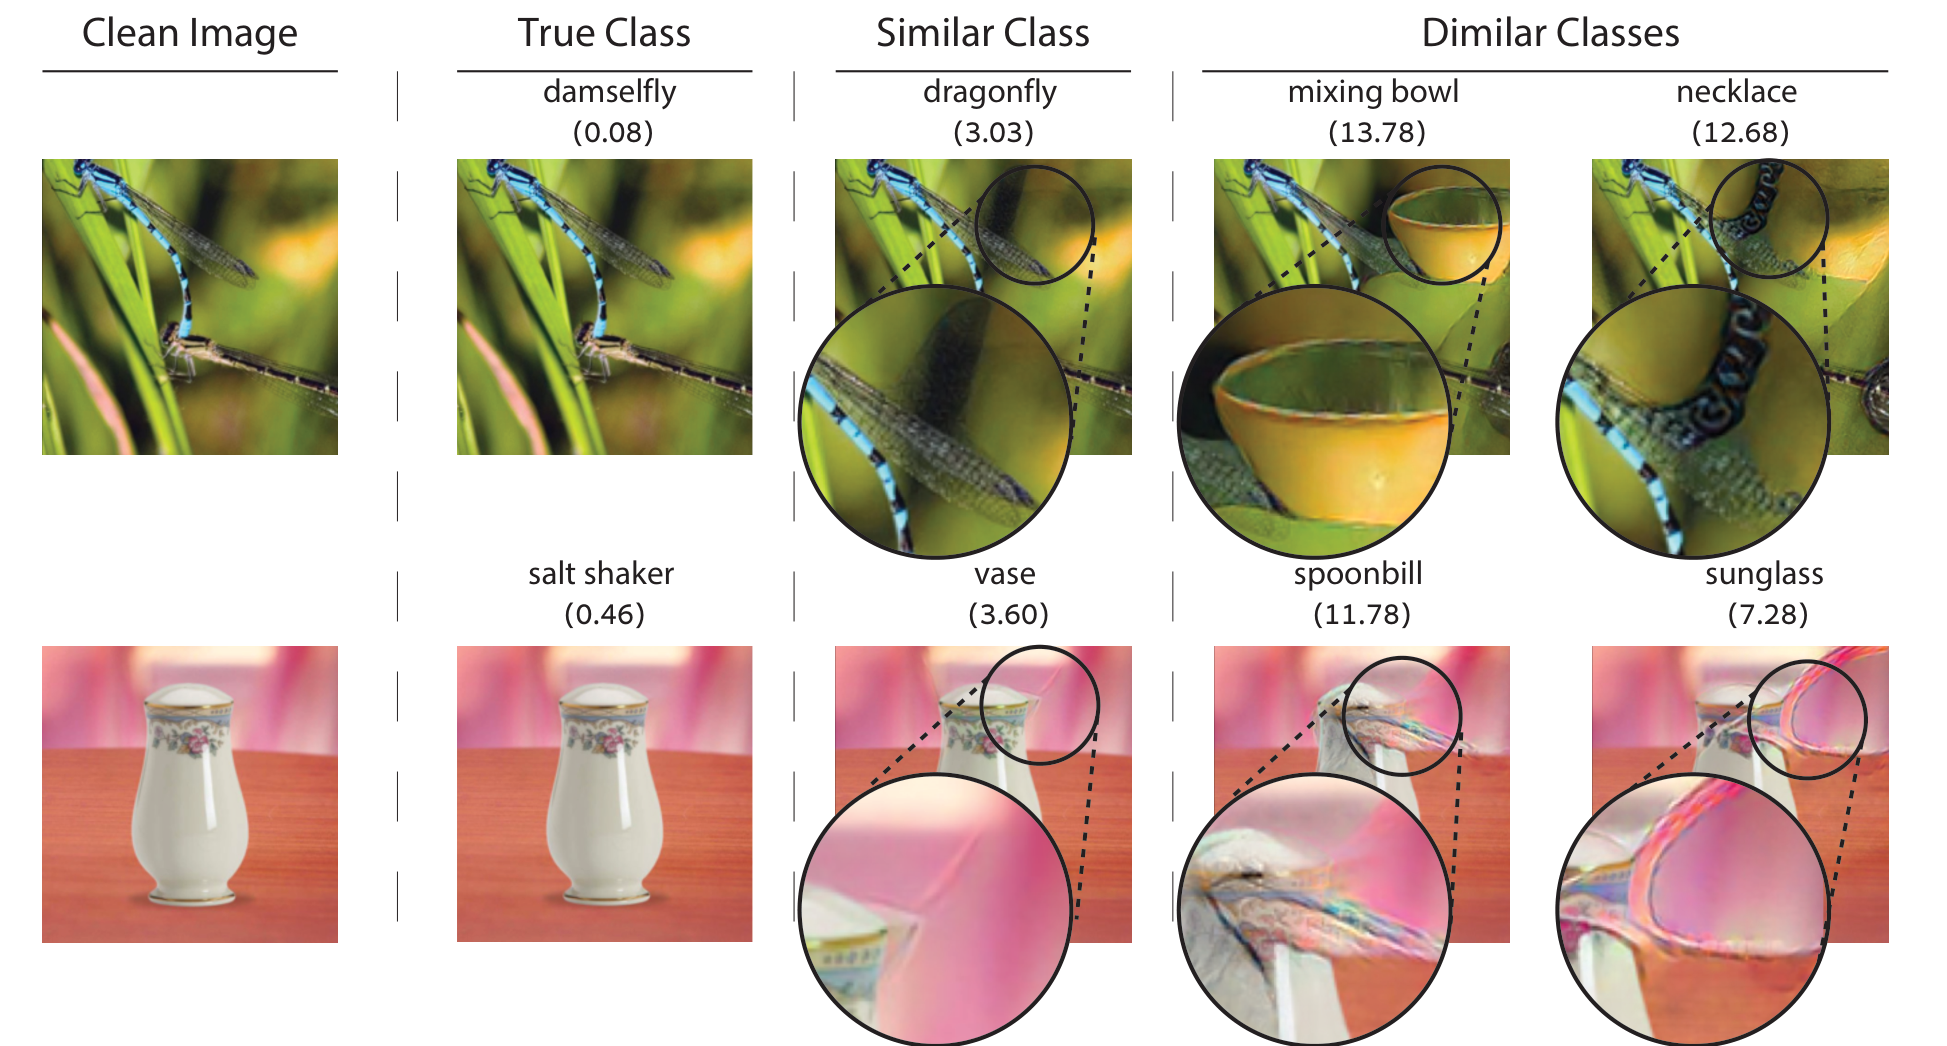 Clean Image
True Class
Similar Class
Dimilar Classes
damselfly
(0.08)
dragonfly
(3.03)
mixing bowl
(13.78)
necklace
(12.68)
salt shaker
(0.46)
vase
(3.60)
spoonbill
(11.78)
sunglass
(7.28)